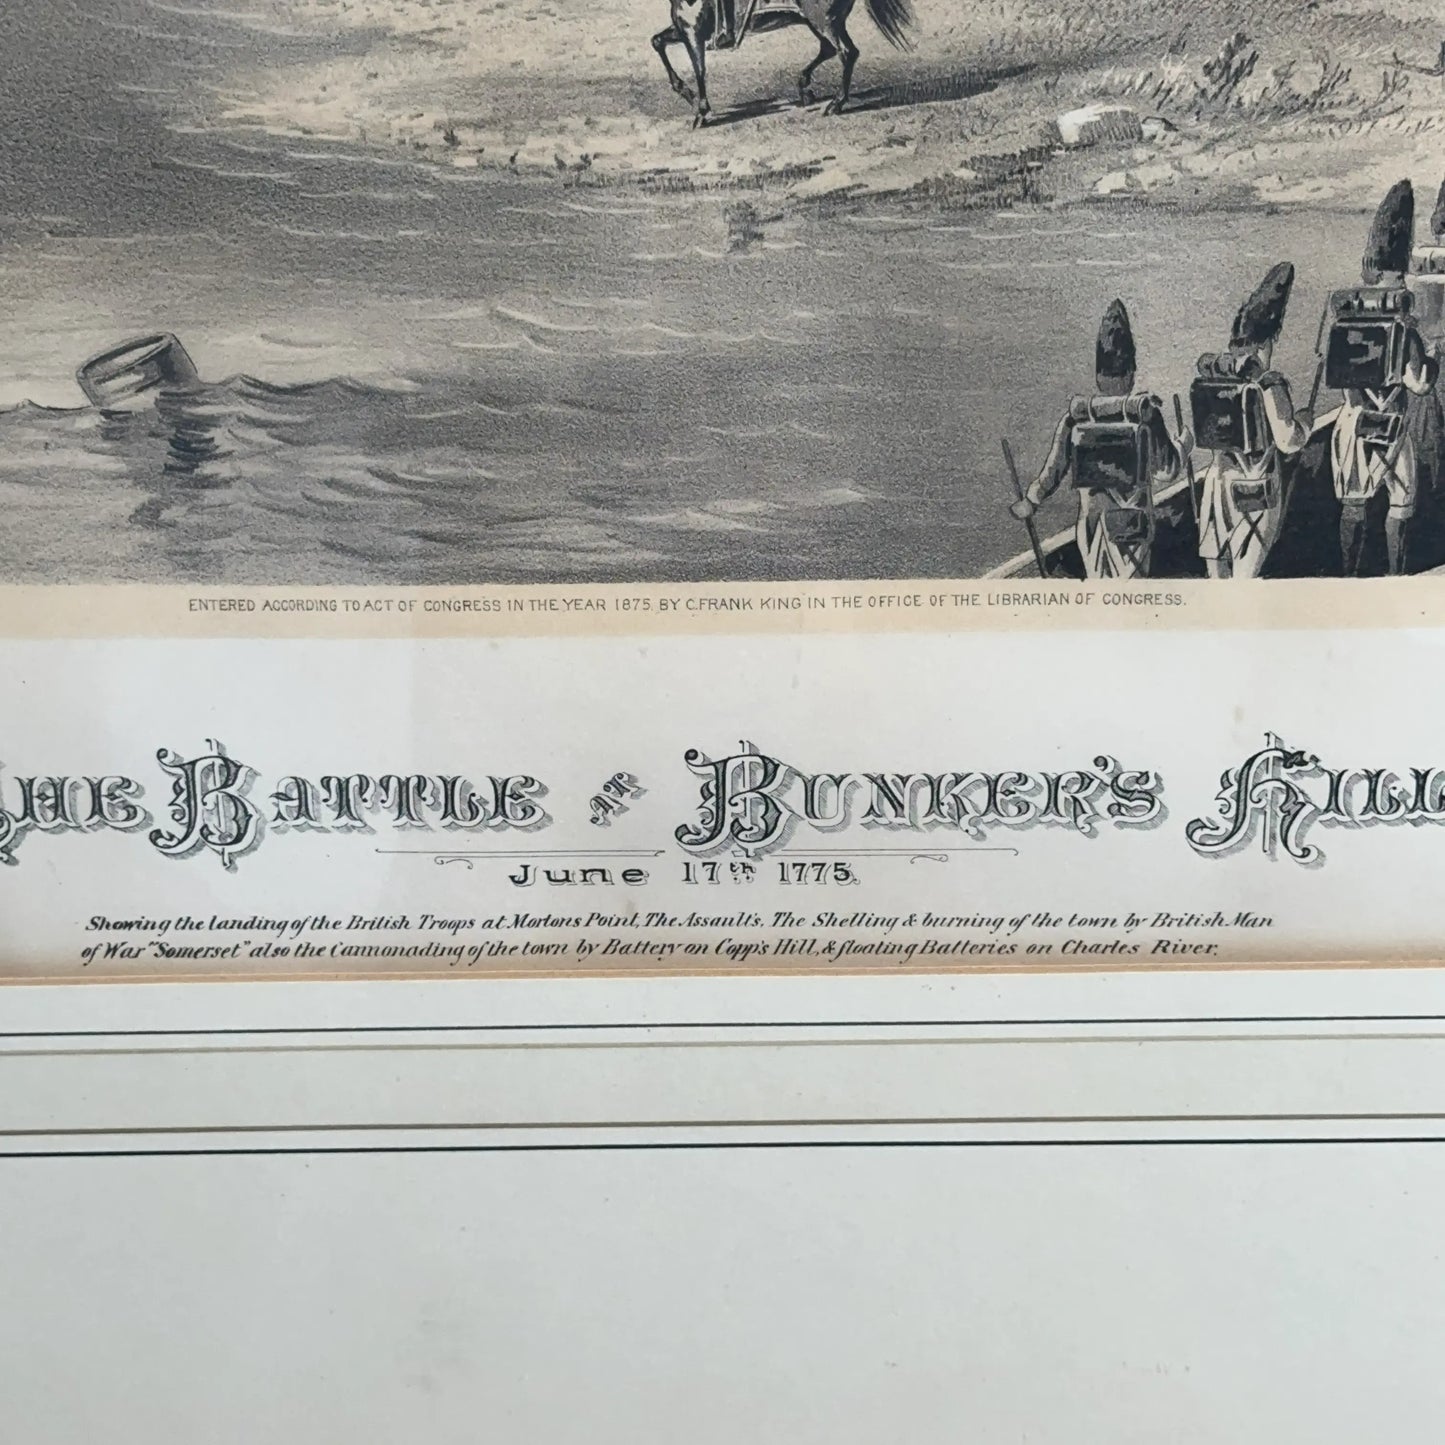 ENTERED ACCORDING TO ACT OF CONGRESS IN THE YEAR 1875 BY C. FRANK KING IN THE OFFICE OF THE LIBRARIAN OF CONGRESS.
THE BATTLE AT BUNKER'S HILL
June 17th 1775.
Showing the landing of the British Troops at Mortons Point, The Assaults, The Shelling & burning of the town by British Man
of War "Somerset" also the Cannonading of the town by Battery on Copp's Hill, & floating Batteries on Charles River.